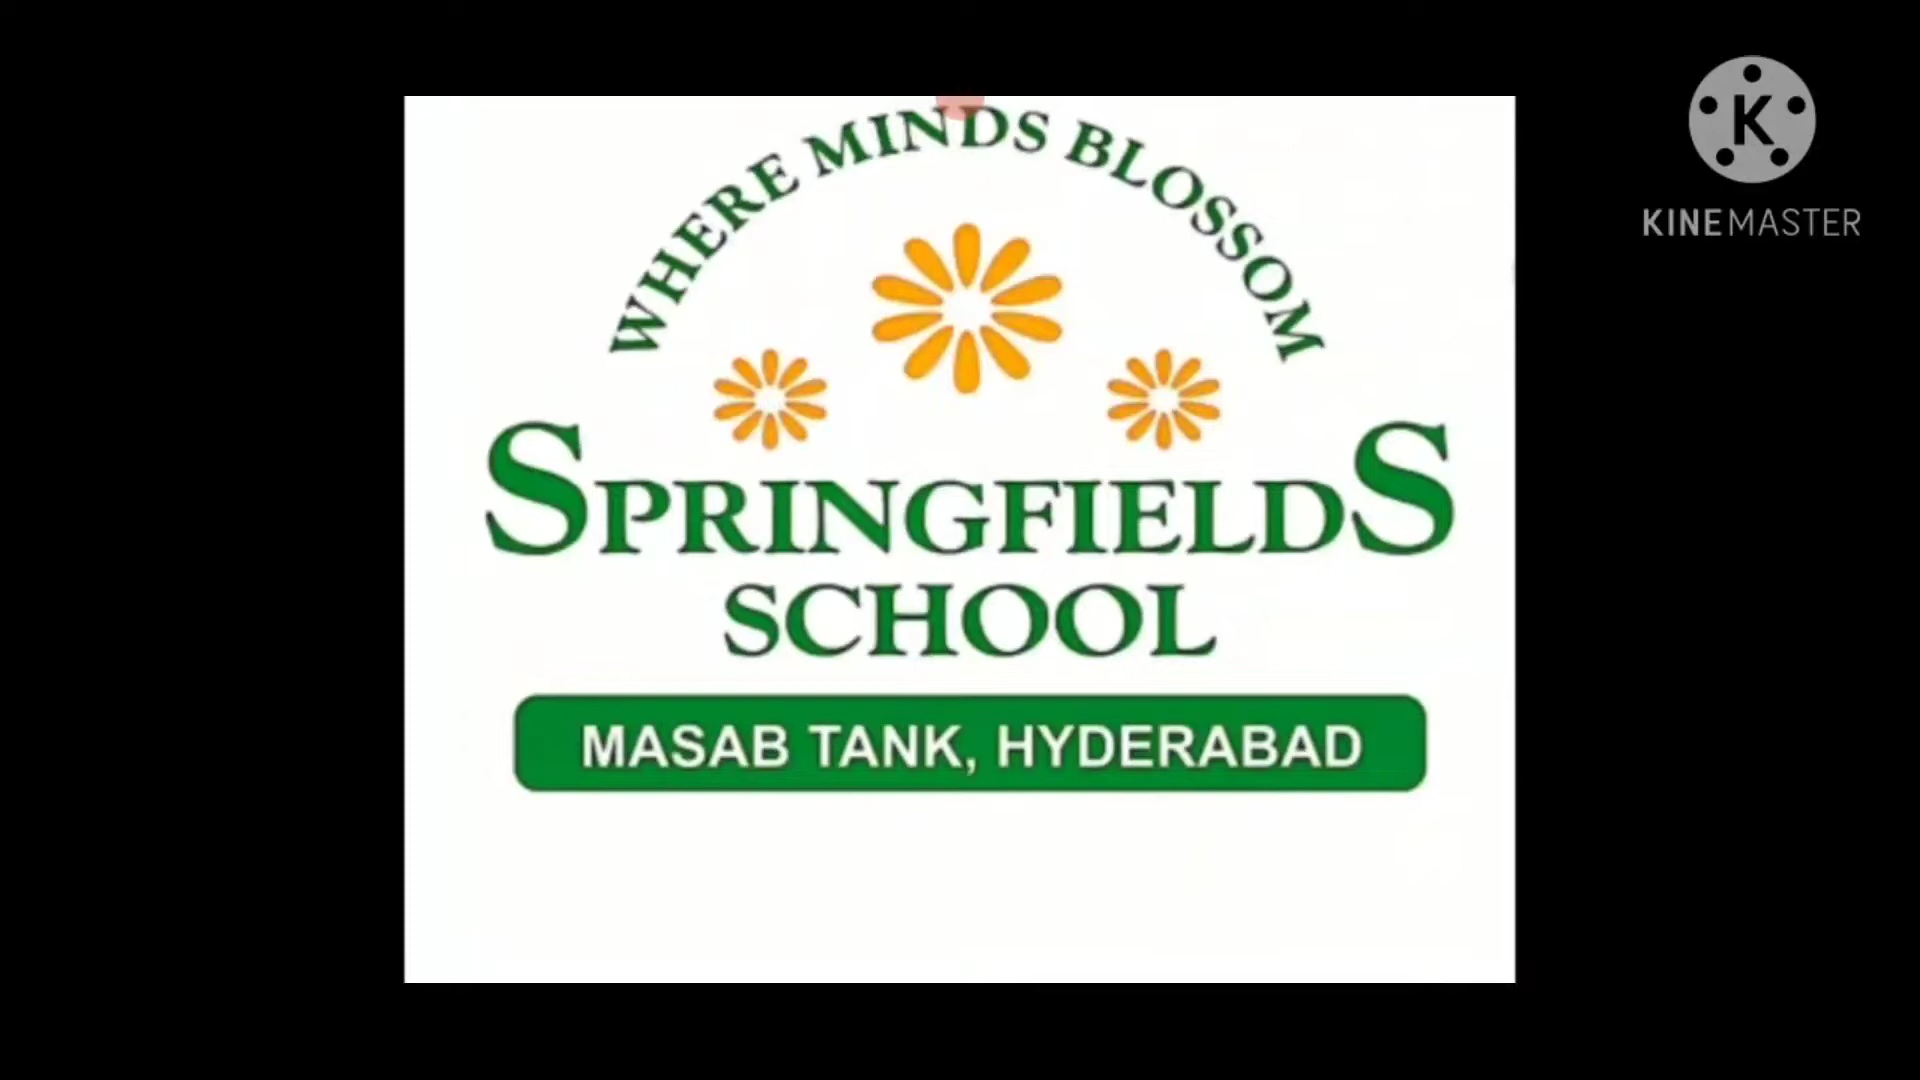 WHERE MINDS BLOSSOM
SPRINGFIELDS
SCHOOL
MASAB TANK, HYDERABAD
K
KINEMASTER